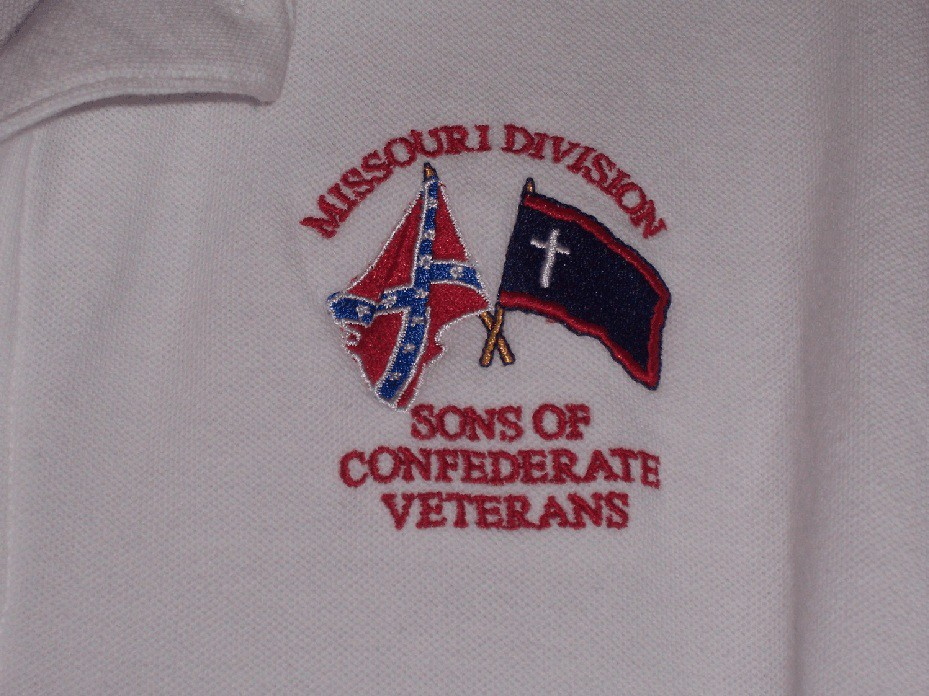 MISSOURI DIVISION
SONS OF
CONFEDERATE
VETERANS